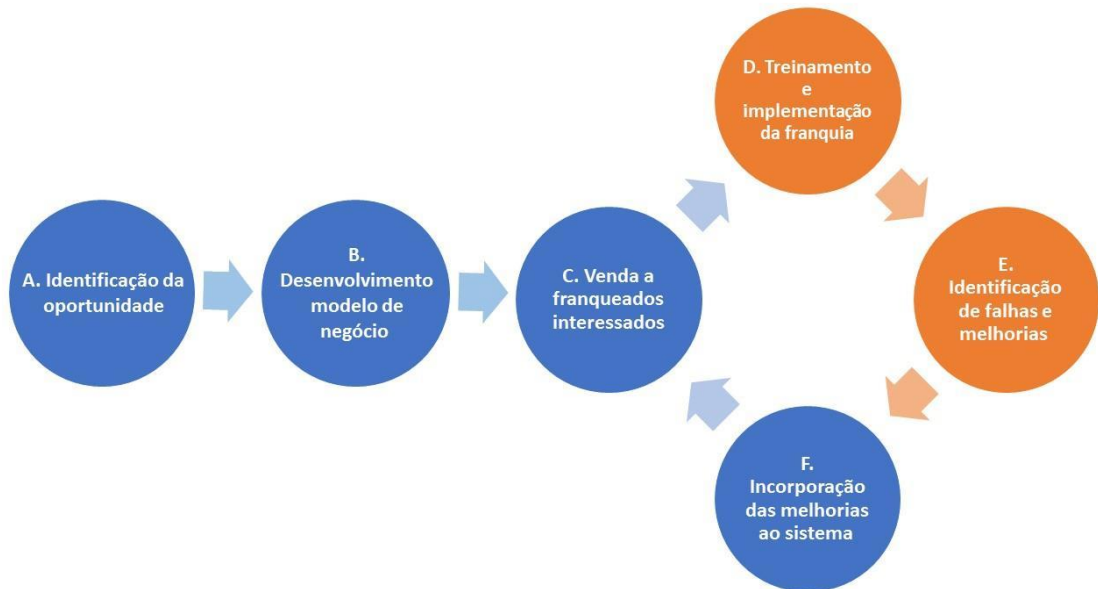 A. Identificação da
oportunidade
B.
Desenvolvimento
modelo de
negócio
C. Venda a
franqueados
interessados
D. Treinamento
e
implementação
da franquia
E.
Identificação
de falhas e
melhorias
F.
Incorporação
das melhorias
ao sistema